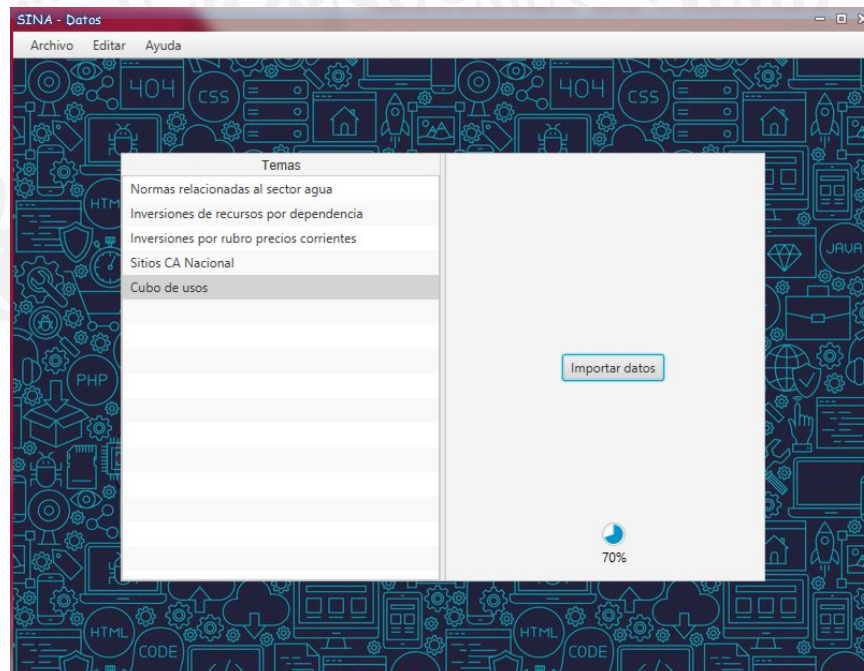 SINA - Datos
Archivo Editar Ayuda
404 CSS 404 CSS
HTM
JAVA
PHP
Temas
Normas relacionadas al sector agua
Inversiones de recursos por dependencia
Inversiones por rubro precios corrientes
Sitios CA Nacional
Cubo de usos
Importar datos
70%
HTML CODE HTML CODE
</> </>